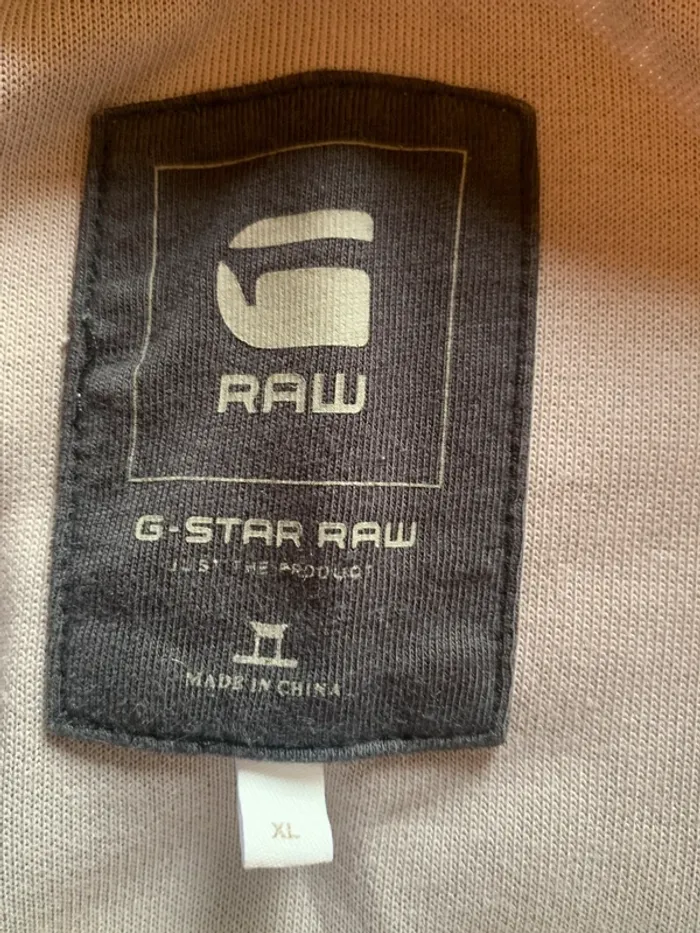 RAW
G-STAR RAW
JUST THE PRODUCT
MADE IN CHINA
XL